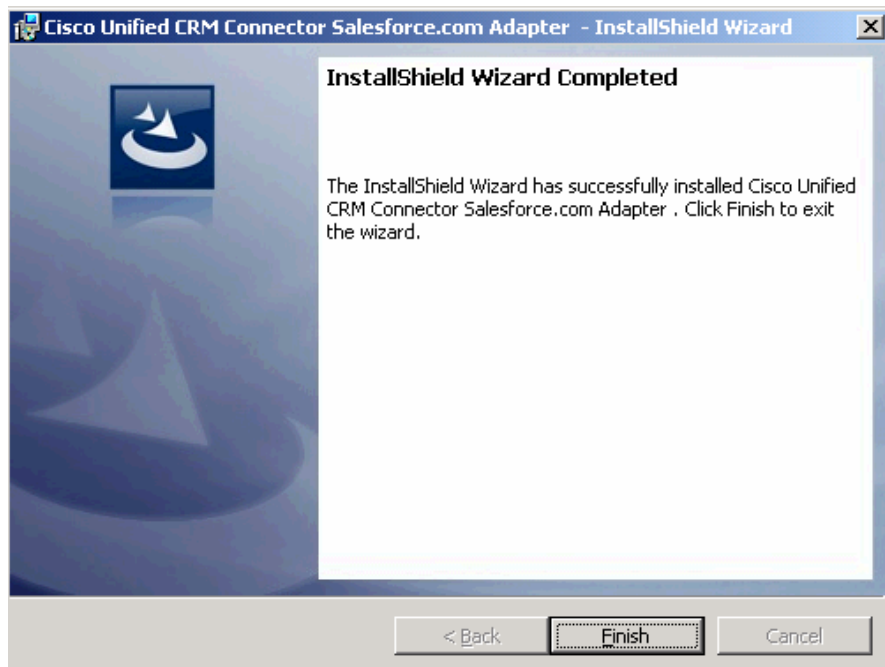 Cisco Unified CRM Connector Salesforce.com Adapter - InstallShield Wizard
InstallShield Wizard Completed
The InstallShield Wizard has successfully installed Cisco Unified
CRM Connector Salesforce.com Adapter . Click Finish to exit
the wizard.
< Back
Finish
Cancel